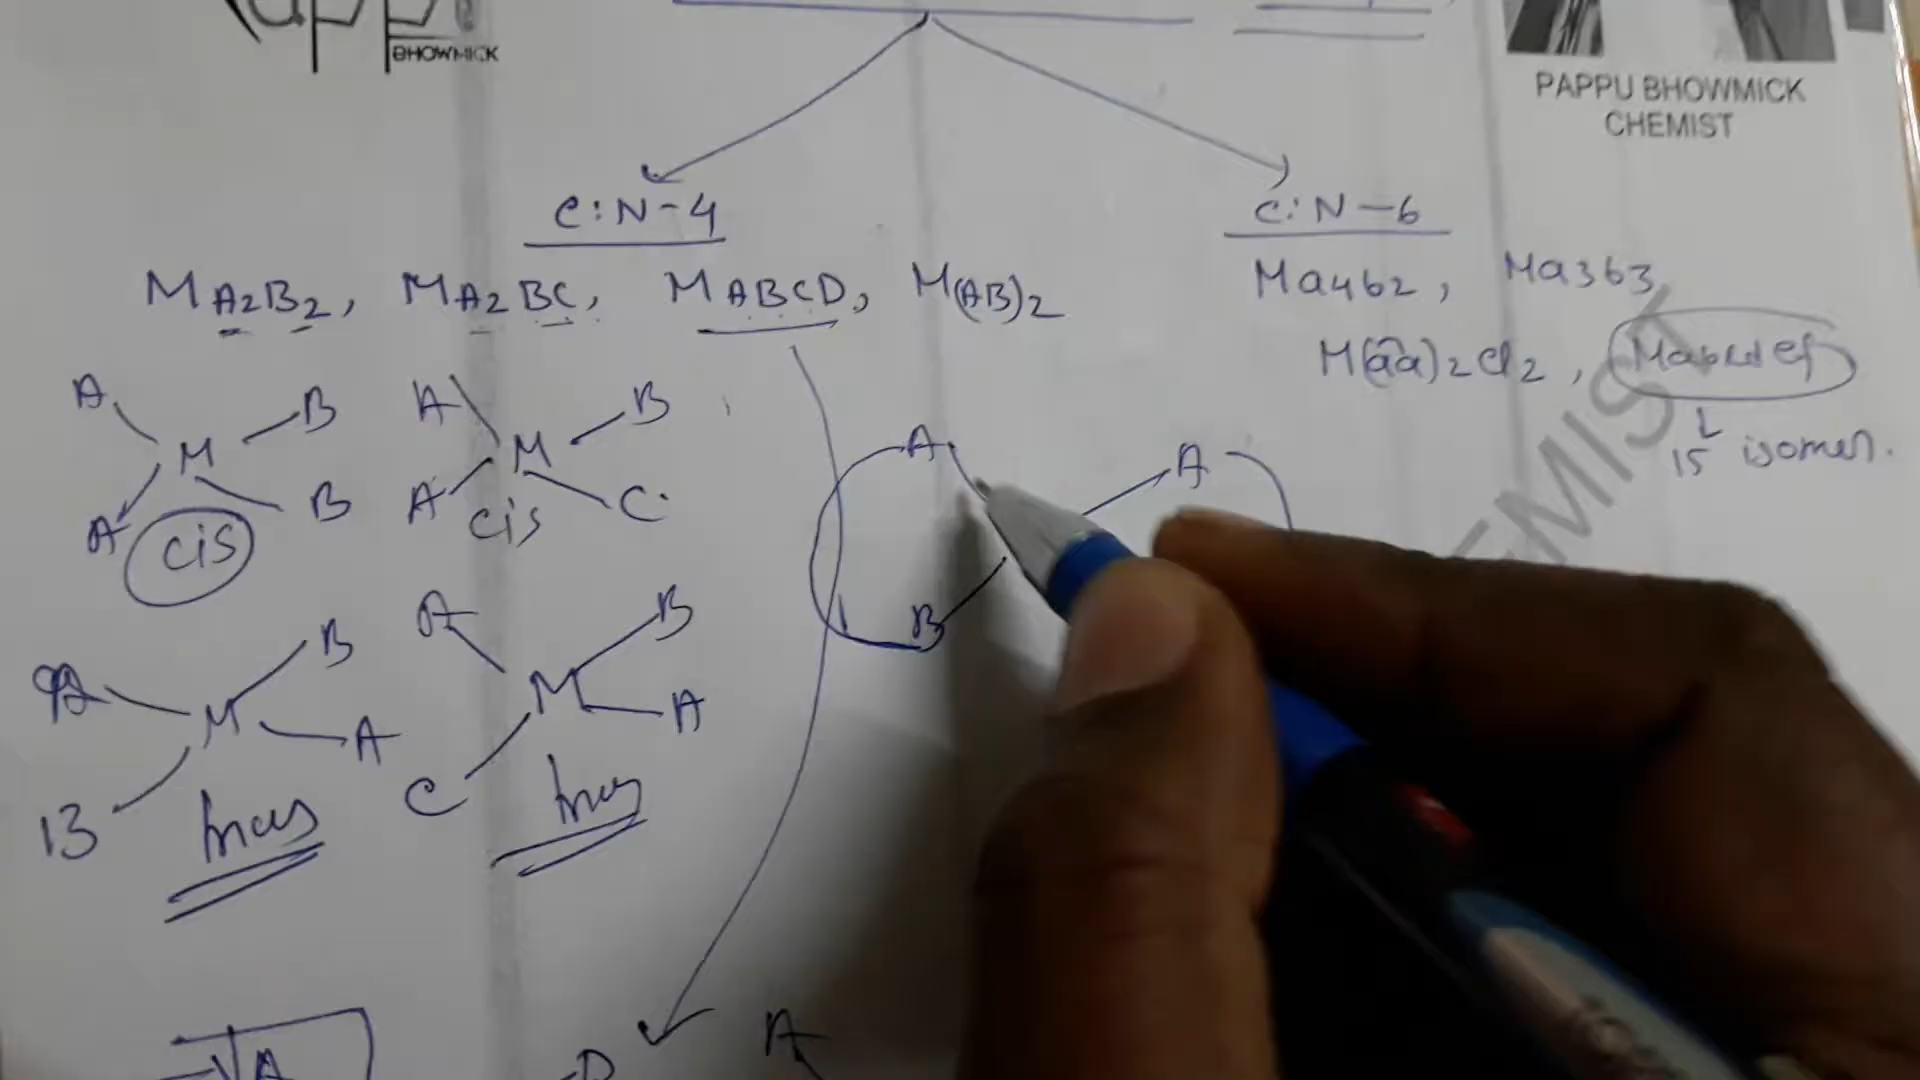 BHOWMICK
PAPPU BHOWMICK
CHEMIST
C:N-4
C:N-6
MA2B2, MA2BC, MABCD, M(AB)2
Ma4b2, Ma3b3
M(aa)2Cl2, Mabcdef
15 isomer.
A B
M
A B
cis
A B
M
A C
cis
A A
B
B
M
A
B
trans
A B
M
A
C
trans
A
D
A
EMIST